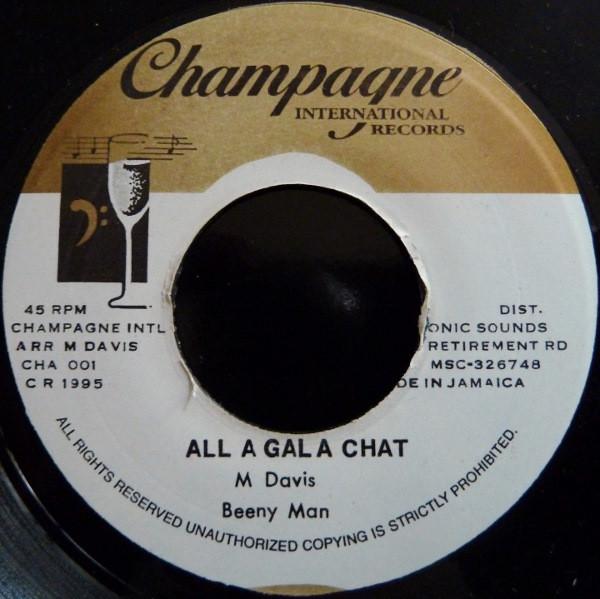 Champagne
INTERNATIONAL
RECORDS
45 RPM
CHAMPAGNE INTL
ARR M DAVIS
CHA 001
C R 1995
DIST.
ONIC SOUNDS
RETIREMENT RD
MSC-326748
DE IN JAMAICA
ALL A GAL A CHAT
M Davis
Beeny Man
ALL RIGHTS RESERVED UNAUTHORIZED COPYING IS STRICTLY PROHIBITED.